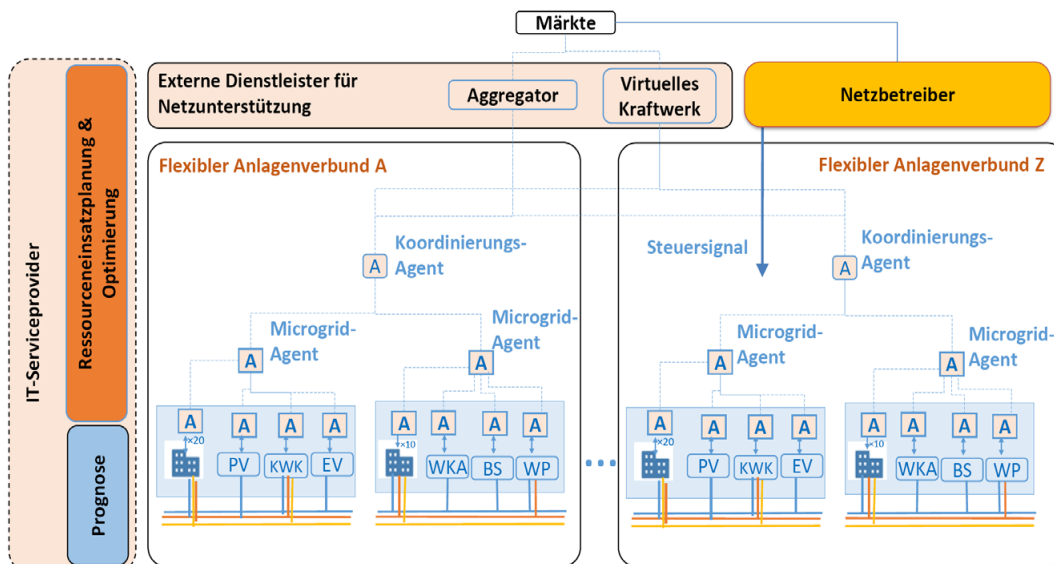 Märkte
Externe Dienstleister für
Netzunterstützung
Aggregator
Virtuelles
Kraftwerk
Netzbetreiber
IT-Serviceprovider
Ressourceneinsatzplanung &
Optimierung
Prognose
Flexibler Anlagenverbund A
Koordinierungs-
Agent
A
Microgrid-
Agent
A
Microgrid-
Agent
A
A
A
A
A
A
A
A
A
×20
PV
KWK
EV
×10
WKA
BS
WP
Flexibler Anlagenverbund Z
Steuersignal
Koordinierungs-
Agent
A
Microgrid-
Agent
A
Microgrid-
Agent
A
A
A
A
A
A
A
A
A
×20
PV
KWK
EV
×10
WKA
BS
WP